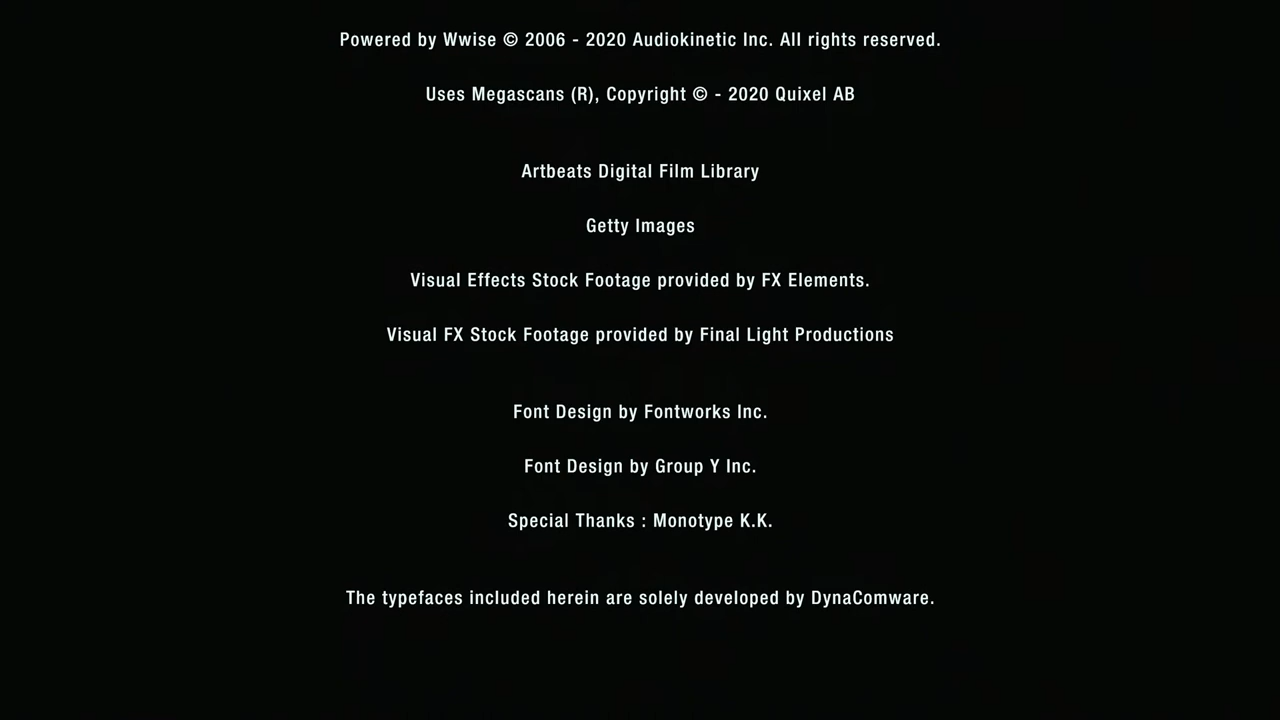 Powered by Wwise © 2006 - 2020 Audiokinetic Inc. All rights reserved.
Uses Megascans (R), Copyright © - 2020 Quixel AB
Artbeats Digital Film Library
Getty Images
Visual Effects Stock Footage provided by FX Elements.
Visual FX Stock Footage provided by Final Light Productions
Font Design by Fontworks Inc.
Font Design by Group Y Inc.
Special Thanks : Monotype K.K.
The typefaces included herein are solely developed by DynaComware.